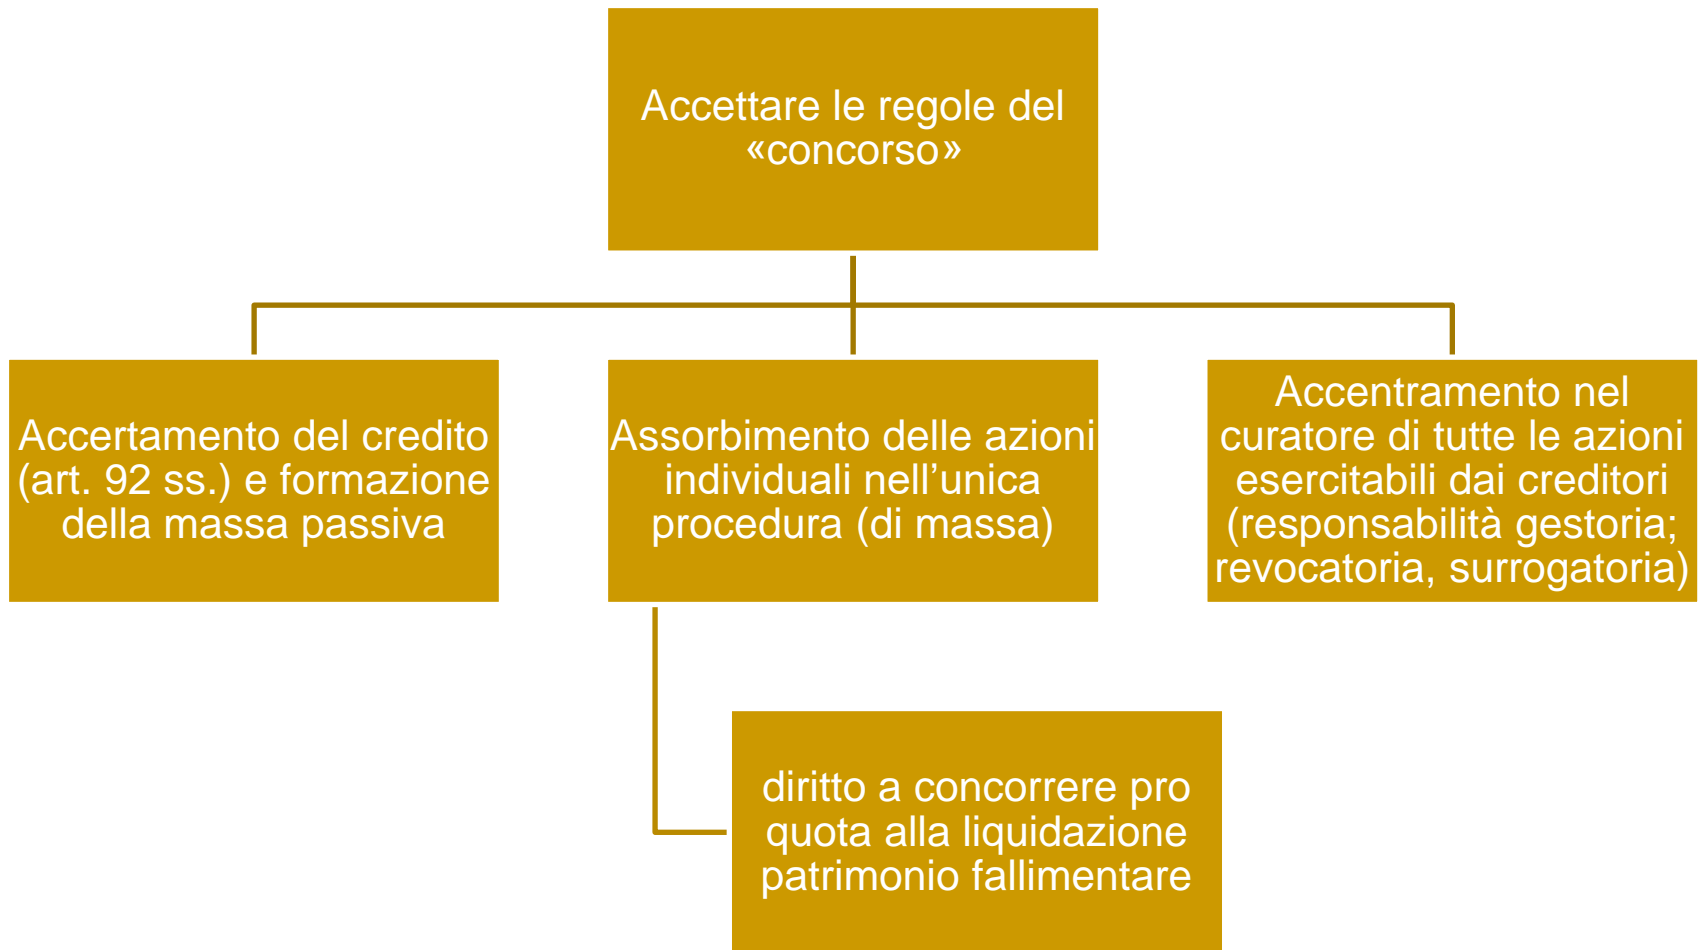 Accettare le regole del
«concorso»
Accertamento del credito
(art. 92 ss.) e formazione
della massa passiva
Assorbimento delle azioni
individuali nell’unica
procedura (di massa)
Accentramento nel
curatore di tutte le azioni
esercitabili dai creditori
(responsabilità gestoria;
revocatoria, surrogatoria)
diritto a concorrere pro
quota alla liquidazione
patrimonio fallimentare